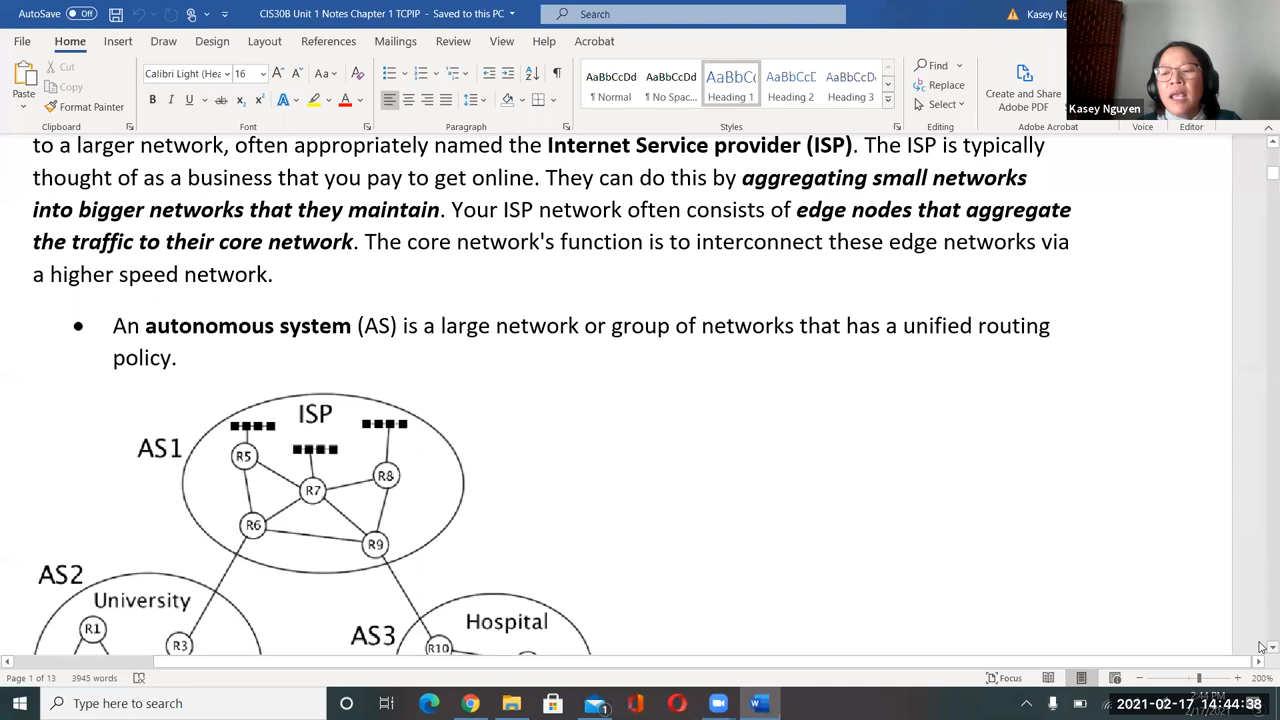 AutoSave Off CIS30B Unit 1 Notes Chapter 1 TCPIP - Saved to this PC Search Kasey Ng
File Home Insert Draw Design Layout References Mailings Review View Help Acrobat
Paste Cut Copy Format Painter Clipboard
Calibri Light (Hea 16 Font
Paragraph
AaBbCcDd AaBbCcDd AaBbC AaBbCcD AaBbCcD
¶ Normal ¶ No Spac... Heading 1 Heading 2 Heading 3
Styles
Find Replace Select Editing
Create and Share Adobe PDF Adobe Acrobat
Voice Editor
Kasey Nguyen
to a larger network, often appropriately named the Internet Service provider (ISP). The ISP is typically
thought of as a business that you pay to get online. They can do this by aggregating small networks
into bigger networks that they maintain. Your ISP network often consists of edge nodes that aggregate
the traffic to their core network. The core network's function is to interconnect these edge networks via
a higher speed network.
• An autonomous system (AS) is a large network or group of networks that has a unified routing
policy.
ISP
AS1
R5
R8
R7
R6
R9
AS2
University
R1
R3
AS3
Hospital
R10
Page 1 of 13 3945 words Focus 200%
Type here to search
2:44 PM
2021-02-17 14:44:38